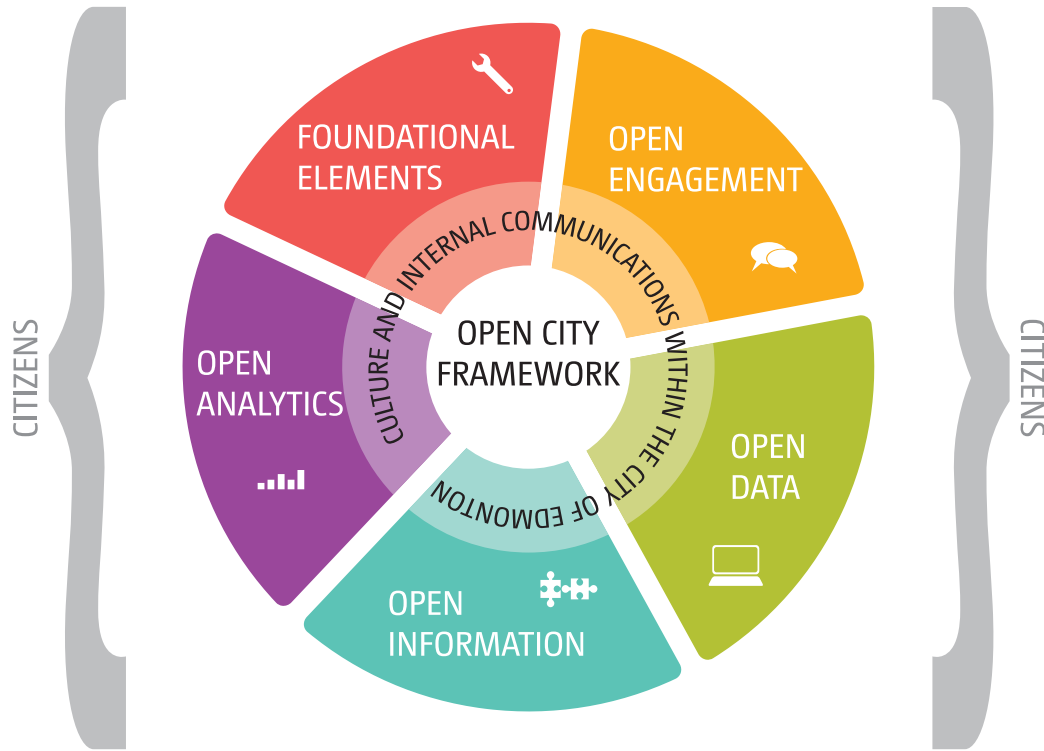 CITIZENS
FOUNDATIONAL
ELEMENTS
OPEN
ENGAGEMENT
CULTURE AND INTERNAL COMMUNICATIONS WITHIN THE CITY OF EDMONTON
OPEN CITY
FRAMEWORK
OPEN
ANALYTICS
OPEN
DATA
OPEN
INFORMATION
CITIZENS